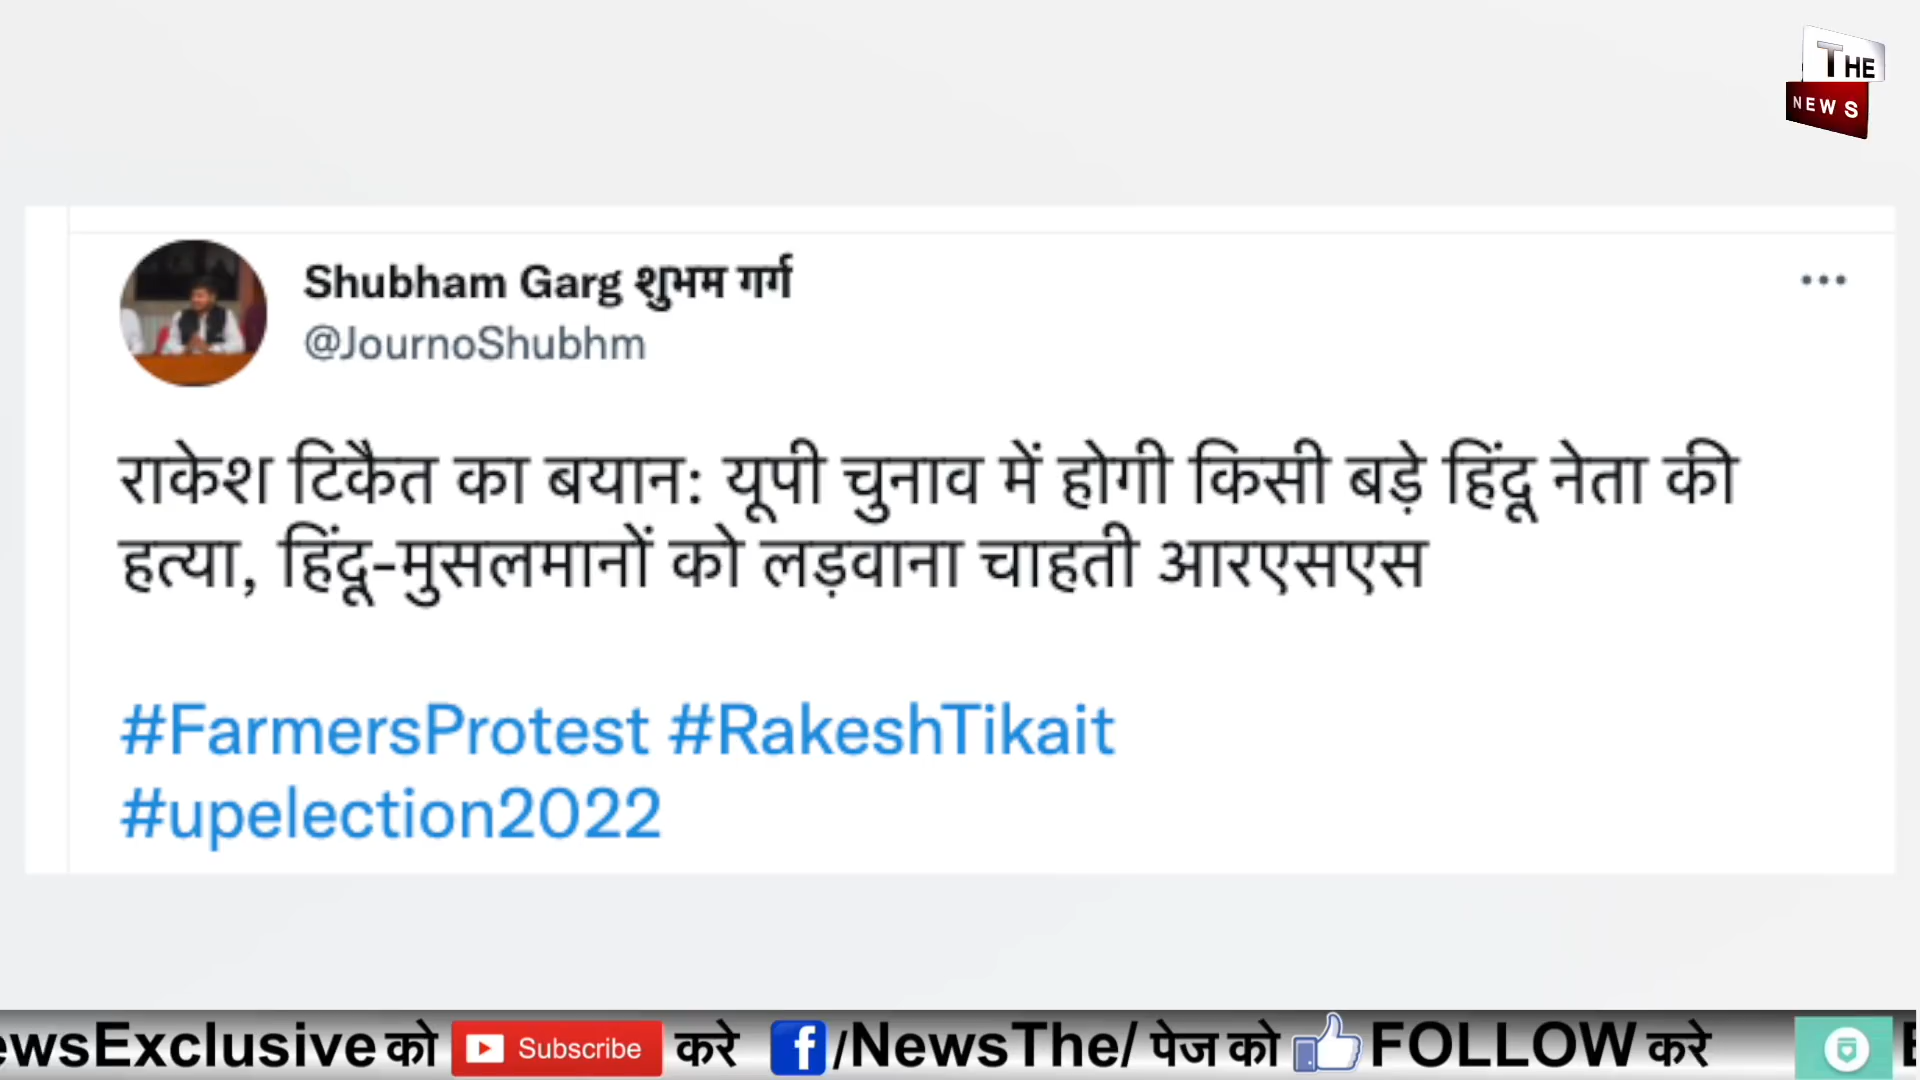 THE
NEWS
Shubham Garg शुभम गर्ग
@JournoShubhm
राकेश टिकैत का बयान: यूपी चुनाव में होगी किसी बड़े हिंदू नेता की
हत्या, हिंदू-मुसलमानों को लड़वाना चाहती आरएसएस
#FarmersProtest #RakeshTikait
#upelection2022
ewsExclusive को Subscribe करे /NewsThe/ पेज को FOLLOW करे